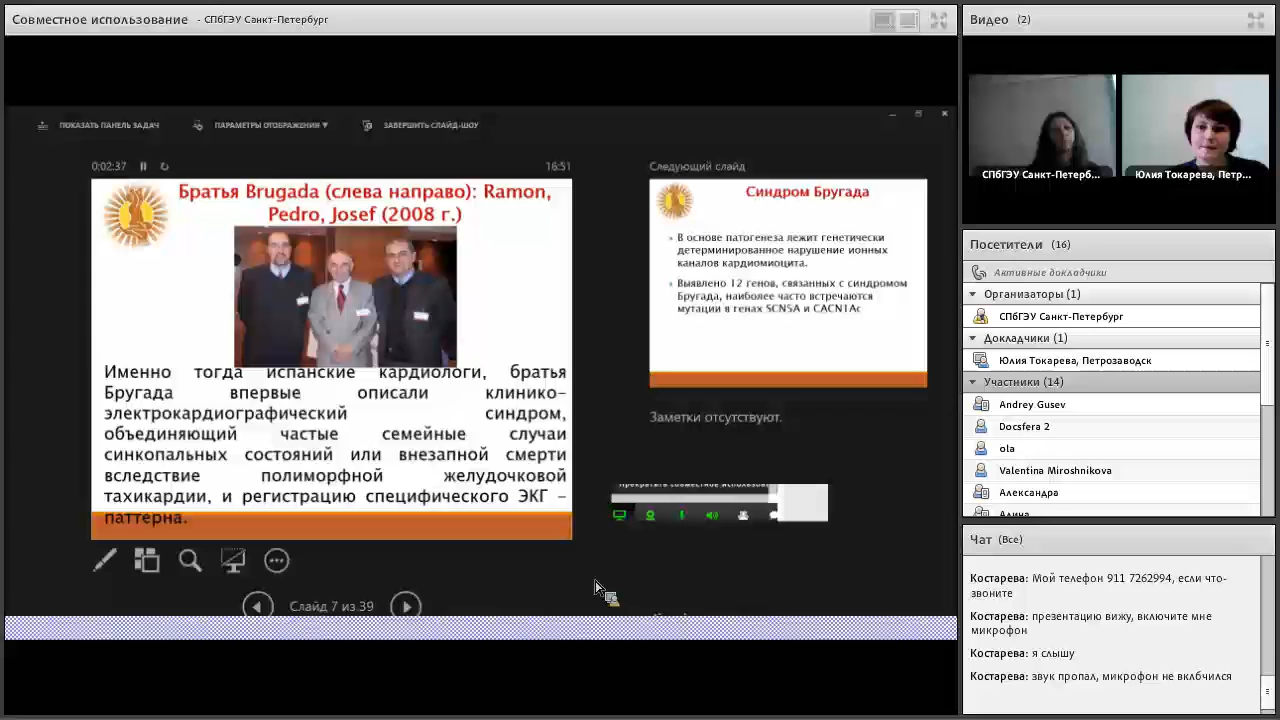 Совместное использование - СПбГЭУ Санкт-Петербург
ПОКАЗАТЬ ПАНЕЛЬ ЗАДАЧ
ПАРАМЕТРЫ ОТОБРАЖЕНИЯ
ЗАВЕРШИТЬ СЛАЙД-ШОУ
0:02:37
16:51
Братья Brugada (слева направо): Ramon,
Pedro, Josef (2008 г.)
Именно тогда испанские кардиологи, братья
Бругада впервые описали клинико-
электрокардиографический синдром,
объединяющий частые семейные случаи
синкопальных состояний или внезапной смерти
вследствие полиморфной желудочковой
тахикардии, и регистрацию специфического ЭКГ –
паттерна.
Слайд 7 из 39
Следующий слайд
Синдром Бругада
В основе патогенеза лежит генетически
детерминированное нарушение ионных
каналов кардиомиоцита.
Выявлено 12 генов, связанных с синдромом
Бругада, наиболее часто встречаются
мутации в генах SCN5A и CACN1Ac
Заметки отсутствуют.
Прекратить совместное использов
Видео (2)
СПбГЭУ Санкт-Петерб...
Юлия Токарева, Петр...
Посетители (16)
Активные докладчики
Организаторы (1)
СПбГЭУ Санкт-Петербург
Докладчики (1)
Юлия Токарева, Петрозаводск
Участники (14)
Andrey Gusev
Docsfera 2
ola
Valentina Miroshnikova
Александра
Алина
Чат (Все)
Костарева: Мой телефон 911 7262994, если что-
звоните
Костарева: презентацию вижу, включите мне
микрофон
Костарева: я слышу
Костарева: звук пропал, микрофон не вклбчился